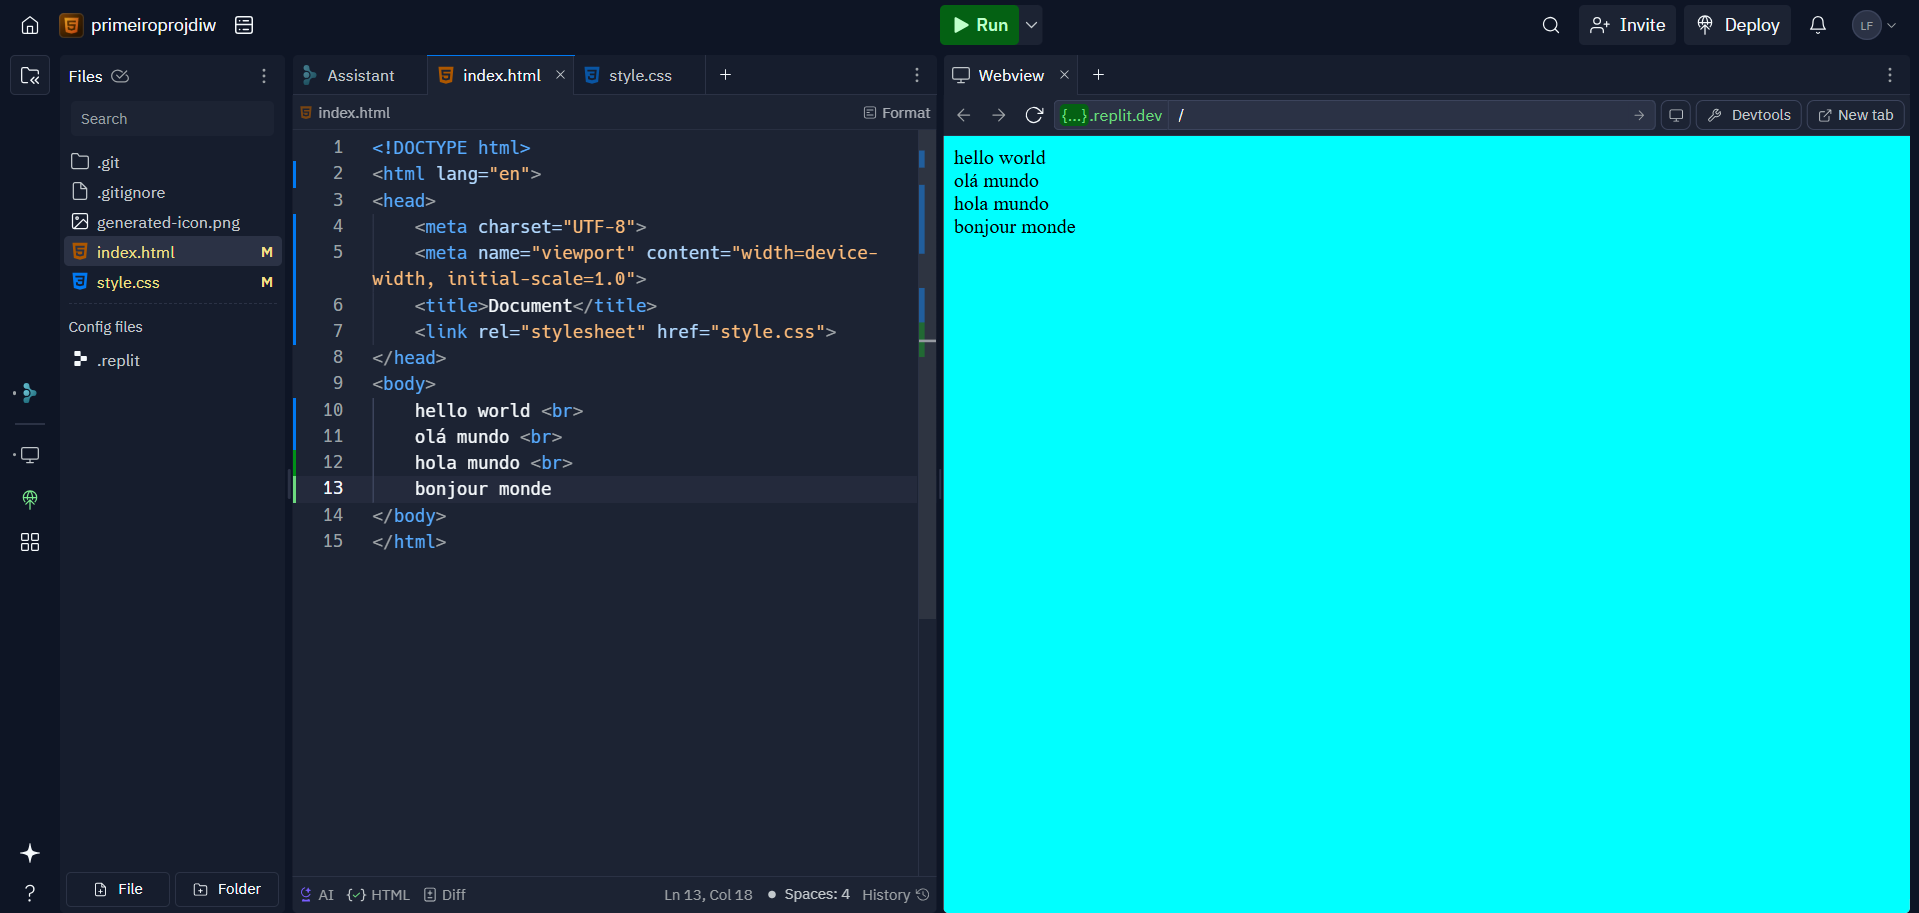 primeiroprojdiw
Run
Invite
Deploy
LF
Files
Assistant
index.html
style.css
Webview
Search
index.html
Format
{...}.replit.dev
/
Devtools
New tab
.git
.gitignore
generated-icon.png
index.html M
style.css M
Config files
.replit
1 <!DOCTYPE html>
2 <html lang="en">
3 <head>
4 <meta charset="UTF-8">
5 <meta name="viewport" content="width=device-
width, initial-scale=1.0">
6 <title>Document</title>
7 <link rel="stylesheet" href="style.css">
8 </head>
9 <body>
10 hello world <br>
11 olá mundo <br>
12 hola mundo <br>
13 bonjour monde
14 </body>
15 </html>
hello world
olá mundo
hola mundo
bonjour monde
File
Folder
AI
HTML
Diff
Ln 13, Col 18
Spaces: 4
History